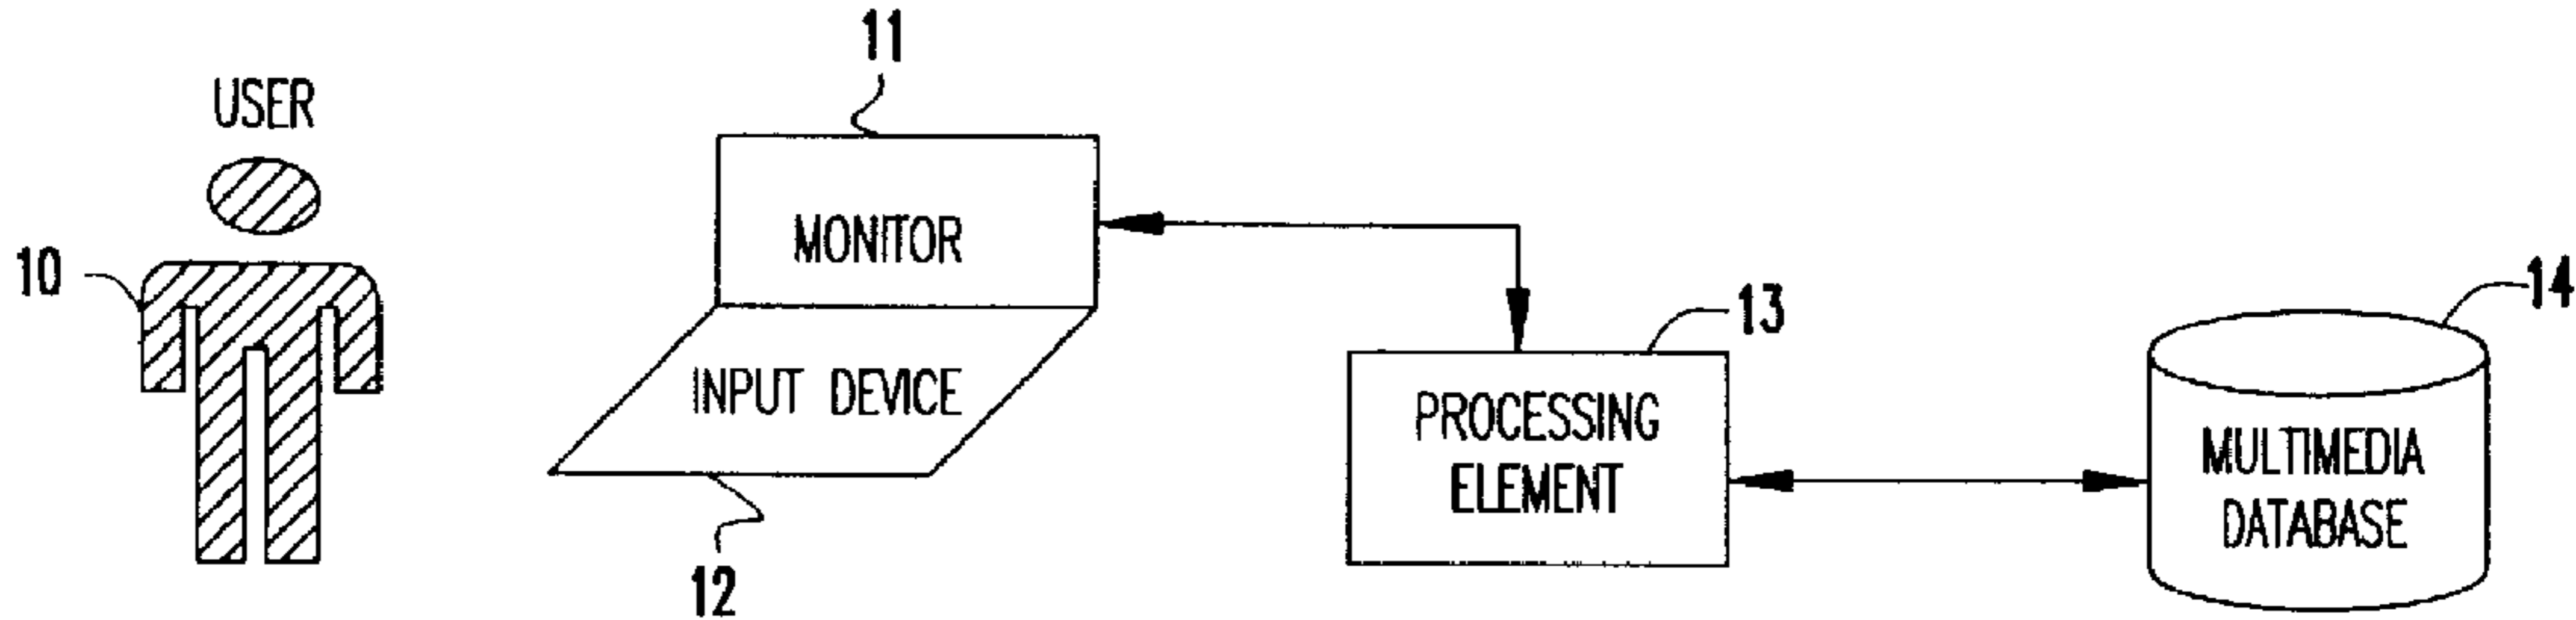 11
USER
10
MONITOR
14
13
INPUT DEVICE
PROCESSING
ELEMENT
MULTIMEDIA
DATABASE
12